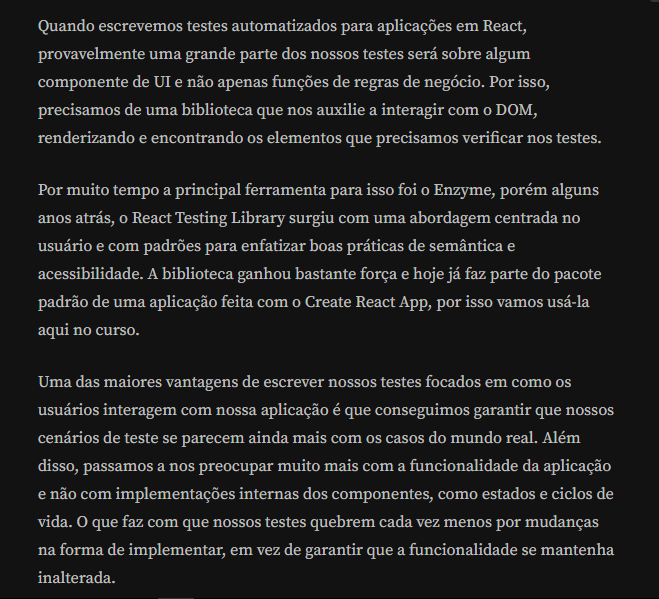 Quando escrevemos testes automatizados para aplicações em React,
provavelmente uma grande parte dos nossos testes será sobre algum
componente de UI e não apenas funções de regras de negócio. Por isso,
precisamos de uma biblioteca que nos auxilie a interagir com o DOM,
renderizando e encontrando os elementos que precisamos verificar nos testes.
Por muito tempo a principal ferramenta para isso foi o Enzyme, porém alguns
anos atrás, o React Testing Library surgiu com uma abordagem centrada no
usuário e com padrões para enfatizar boas práticas de semântica e
acessibilidade. A biblioteca ganhou bastante força e hoje já faz parte do pacote
padrão de uma aplicação feita com o Create React App, por isso vamos usá-la
aqui no curso.
Uma das maiores vantagens de escrever nossos testes focados em como os
usuários interagem com nossa aplicação é que conseguimos garantir que nossos
cenários de teste se parecem ainda mais com os casos do mundo real. Além
disso, passamos a nos preocupar muito mais com a funcionalidade da aplicação
e não com implementações internas dos componentes, como estados e ciclos de
vida. O que faz com que nossos testes quebrem cada vez menos por mudanças
na forma de implementar, em vez de garantir que a funcionalidade se mantenha
inalterada.